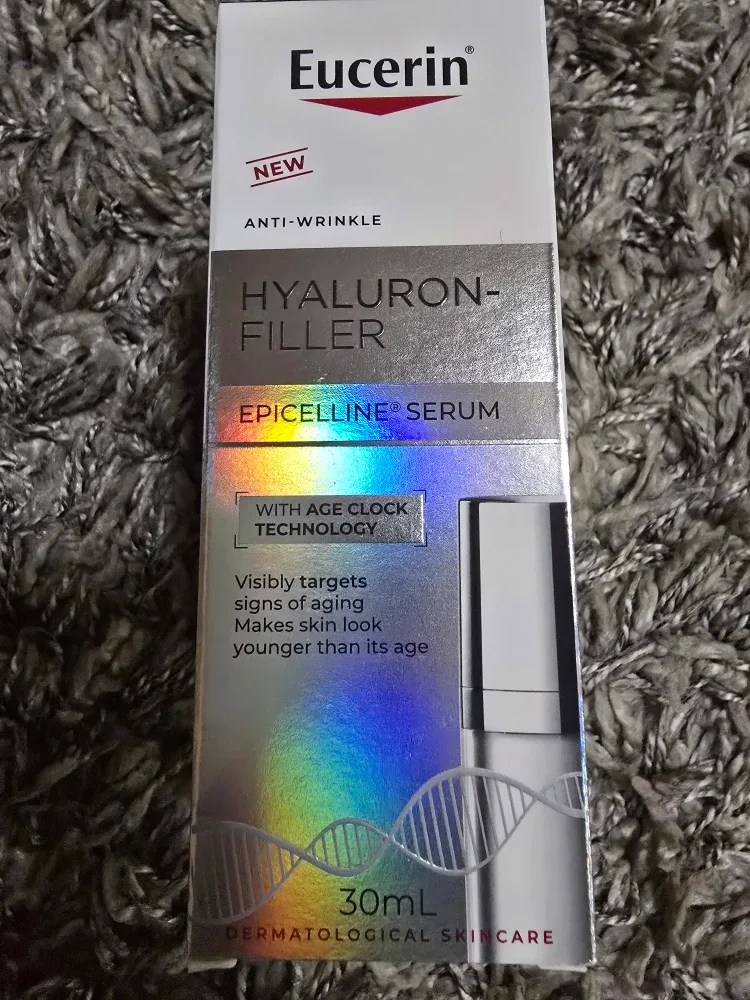 Eucerin®
NEW
ANTI-WRINKLE
HYALURON-
FILLER
EPICELLINE® SERUM
WITH AGE CLOCK
TECHNOLOGY
Visibly targets
signs of aging
Makes skin look
younger than its age
30mL
DERMATOLOGICAL SKINCARE